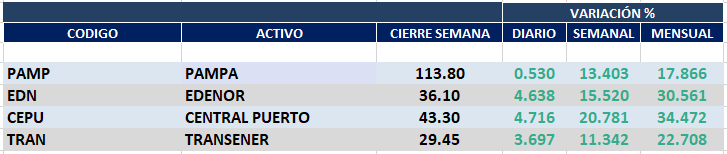 VARIACIÓN %
CODIGO ACTIVO CIERRE SEMANA DIARIO SEMANAL MENSUAL
PAMP PAMPA 113.80 0.530 13.403 17.866
EDN EDENOR 36.10 4.638 15.520 30.561
CEPU CENTRAL PUERTO 43.30 4.716 20.781 34.472
TRAN TRANSENER 29.45 3.697 11.342 22.708